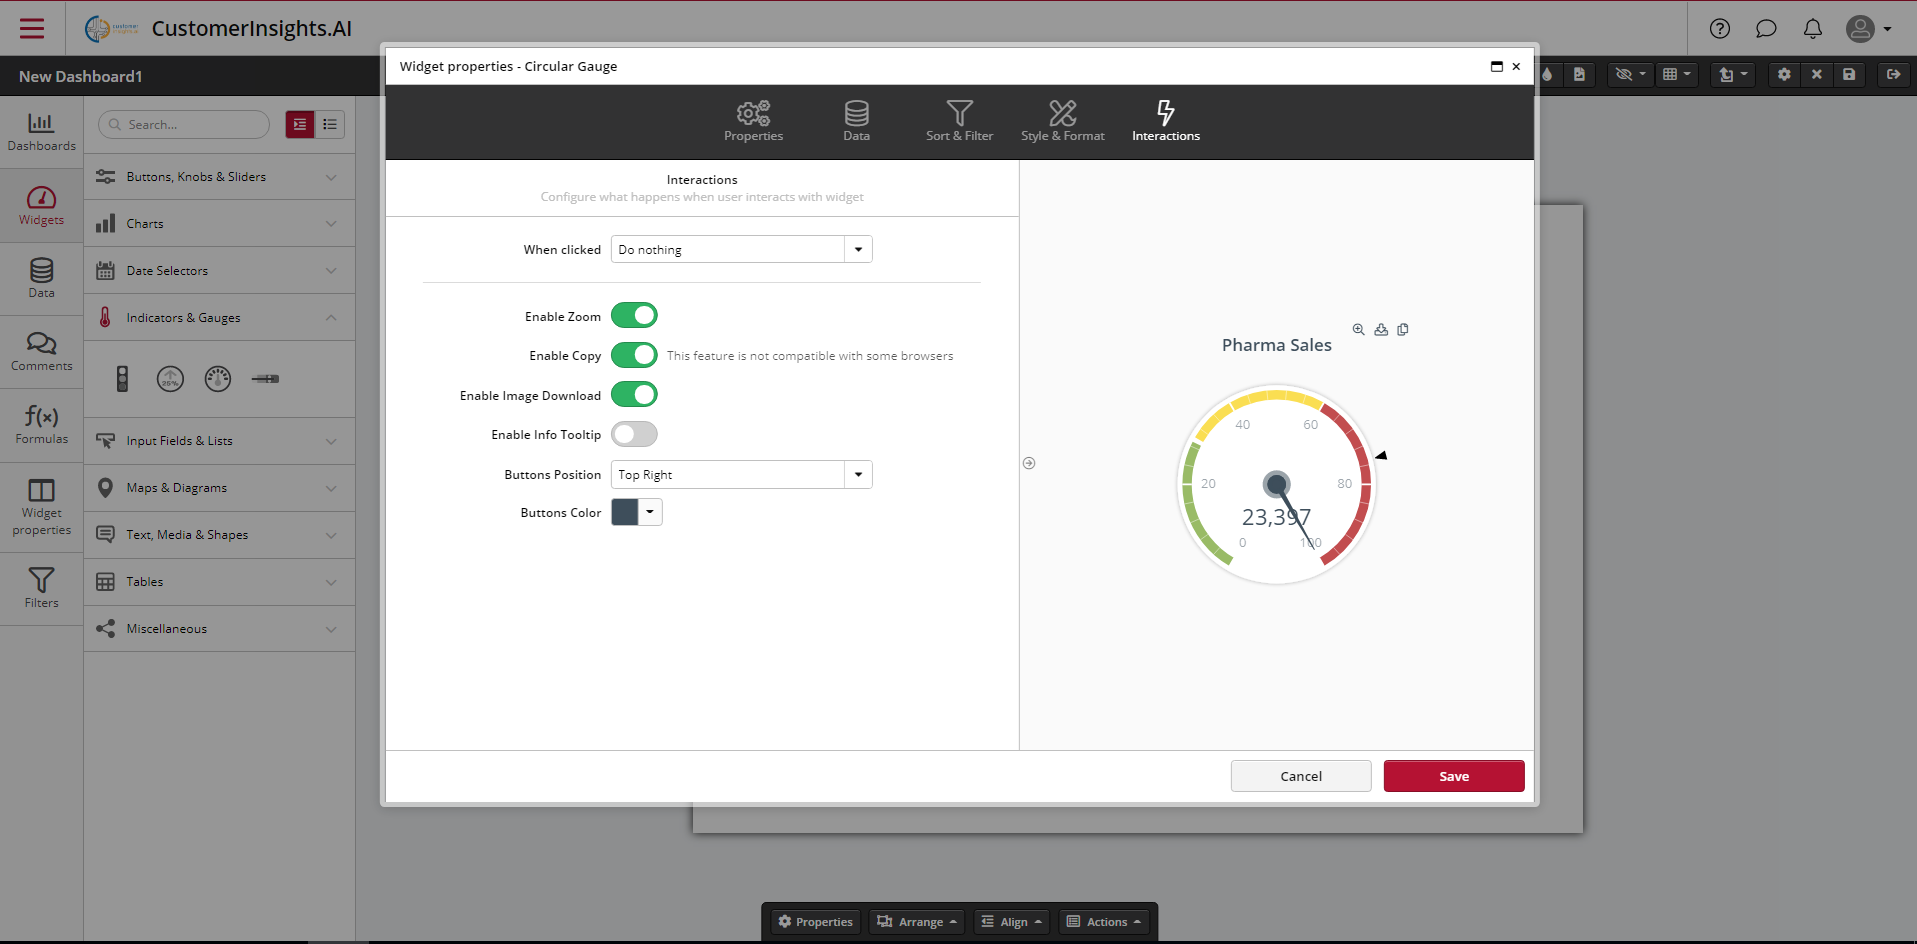 CustomerInsights.AI
New Dashboard1
Dashboards
Widgets
Data
Comments
f(x)
Formulas
Widget
properties
Filters
Search...
Buttons, Knobs & Sliders
Charts
Date Selectors
Indicators & Gauges
25%
Input Fields & Lists
Maps & Diagrams
Text, Media & Shapes
Tables
Miscellaneous
Widget properties - Circular Gauge
Properties
Data
Sort & Filter
Style & Format
Interactions
Interactions
Configure what happens when user interacts with widget
When clicked
Do nothing
Enable Zoom
Enable Copy
This feature is not compatible with some browsers
Enable Image Download
Enable Info Tooltip
Buttons Position
Top Right
Buttons Color
Pharma Sales
40
60
20
80
23,397
0
100
Cancel
Save
Properties
Arrange
Align
Actions